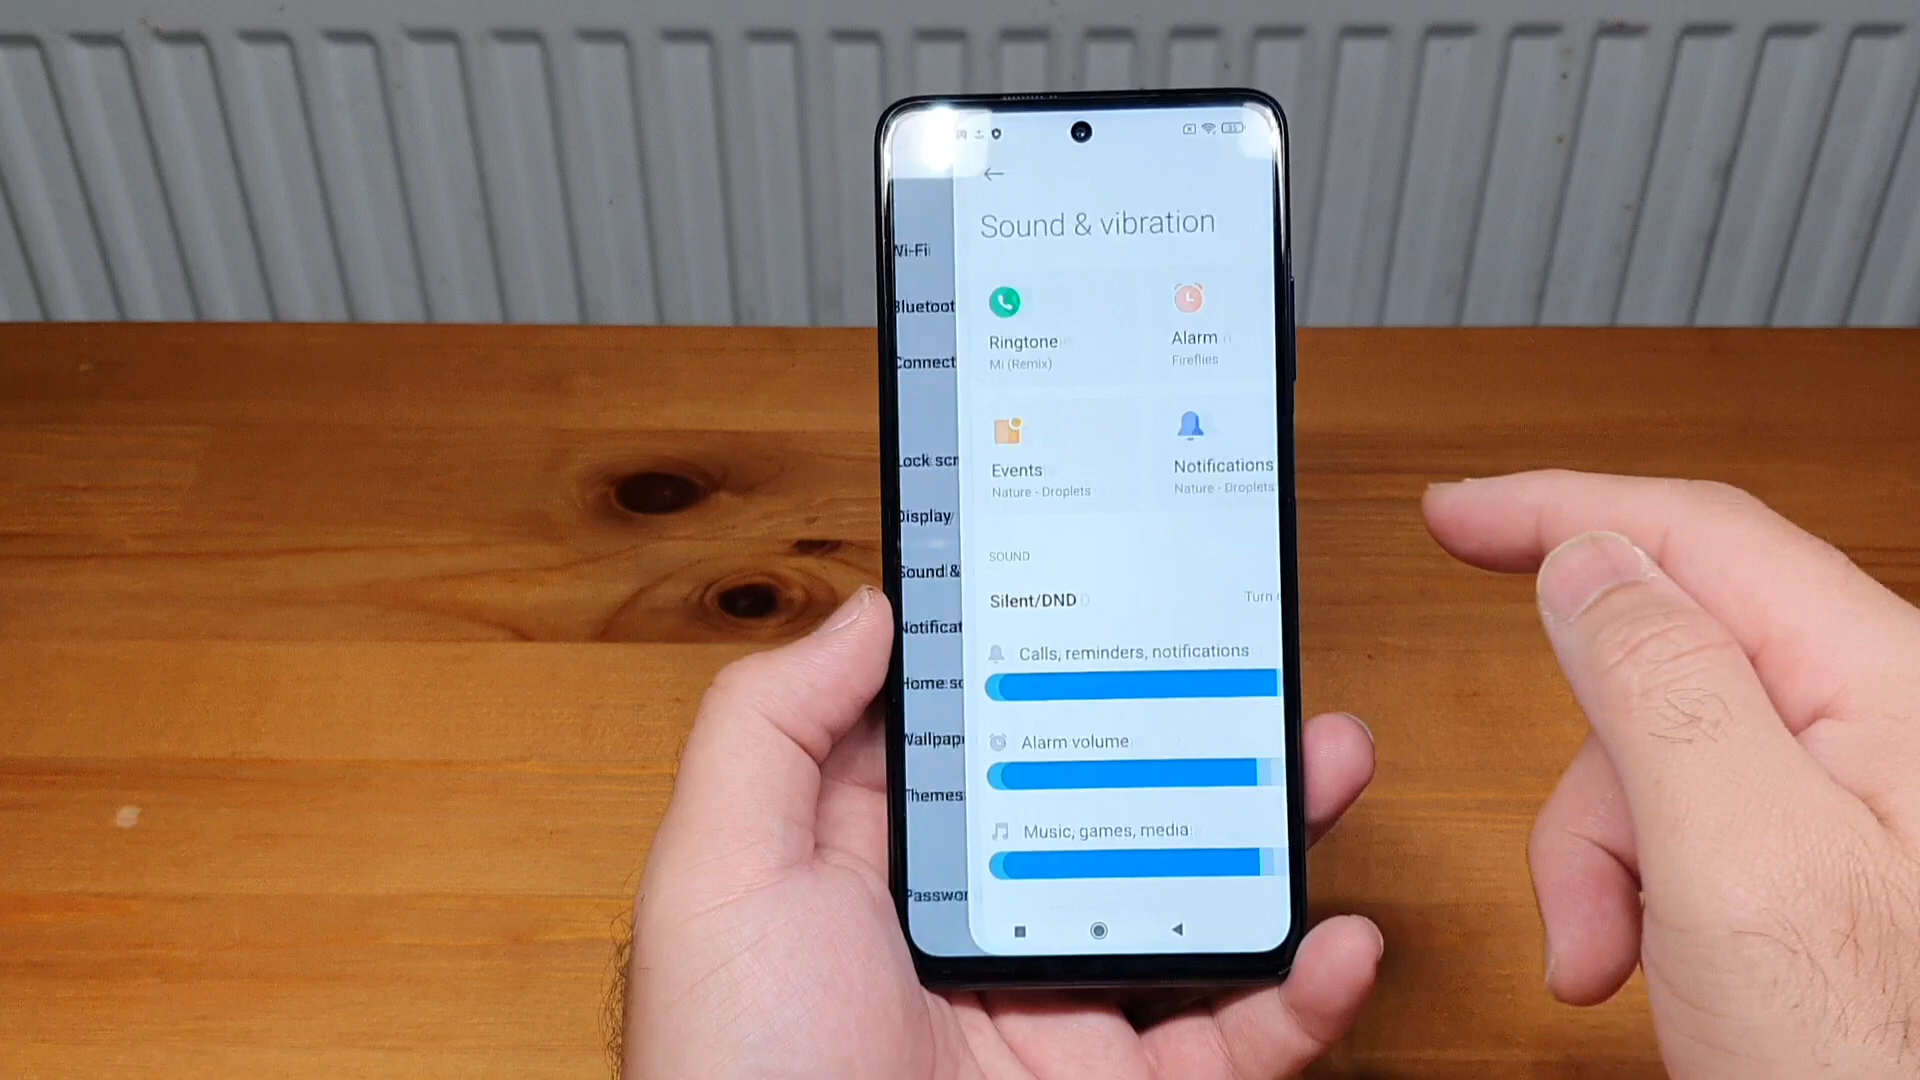 35
Wi-Fi
Bluetoot
Connect
Lock scr
Display
Sound &
Notificat
Home sc
Wallpap
Themes
Passwor
Sound & vibration
Ringtone
Mi (Remix)
Alarm
Fireflies
Events
Nature - Droplets
Notifications
Nature - Droplets
SOUND
Silent/DND
Turn
Calls, reminders, notifications
Alarm volume
Music, games, media